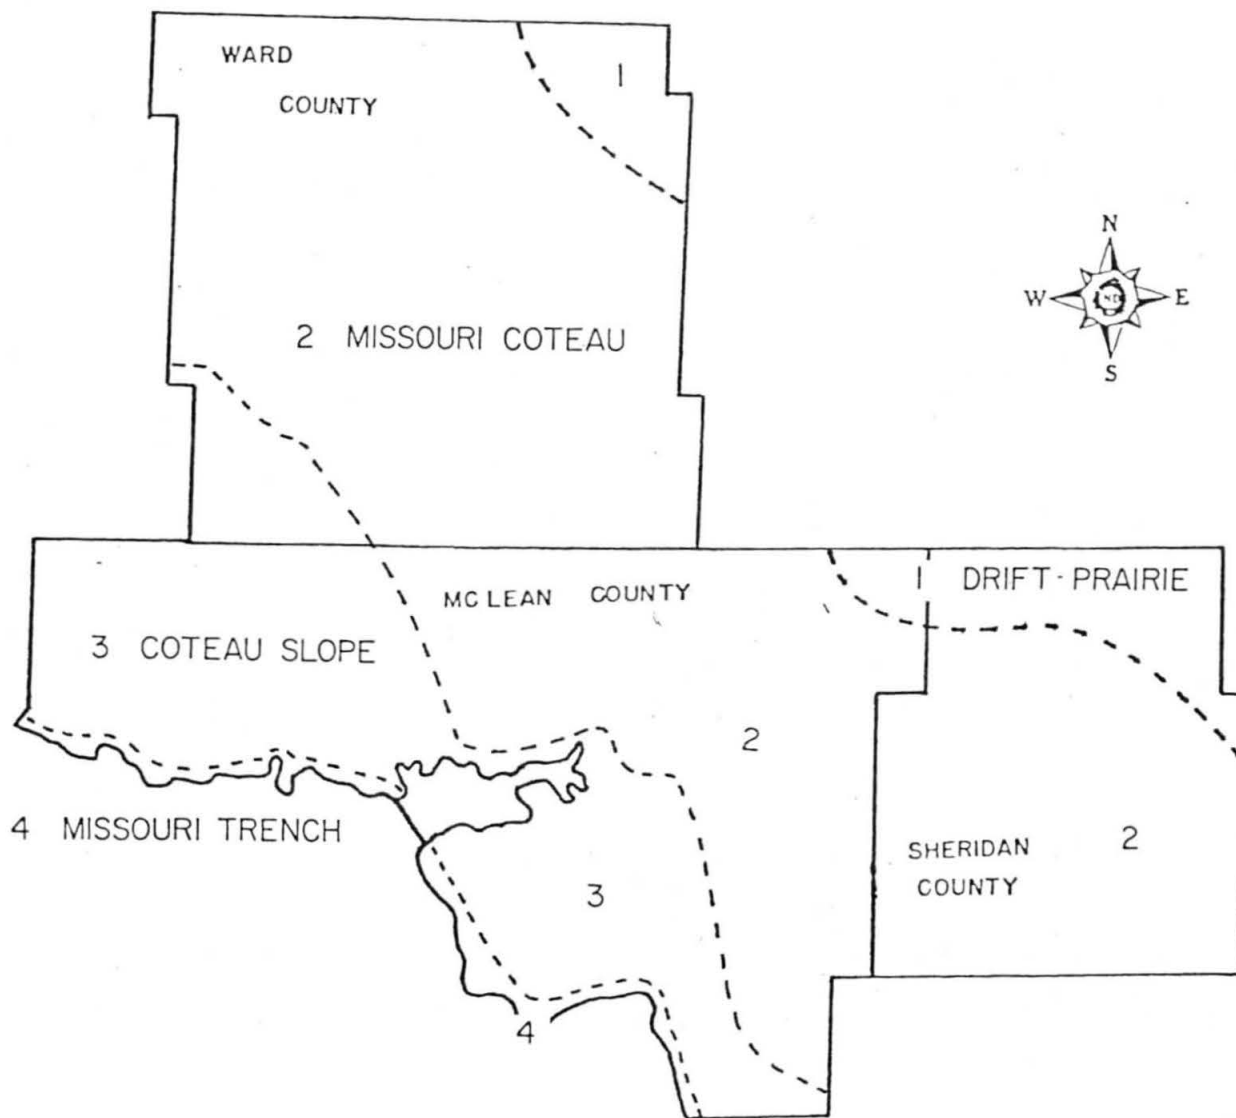 WARD
COUNTY
1
N
W E
S
2 MISSOURI COTEAU
MC LEAN COUNTY
1 DRIFT-PRAIRIE
3 COTEAU SLOPE
2
4 MISSOURI TRENCH
2
SHERIDAN
COUNTY
3
4